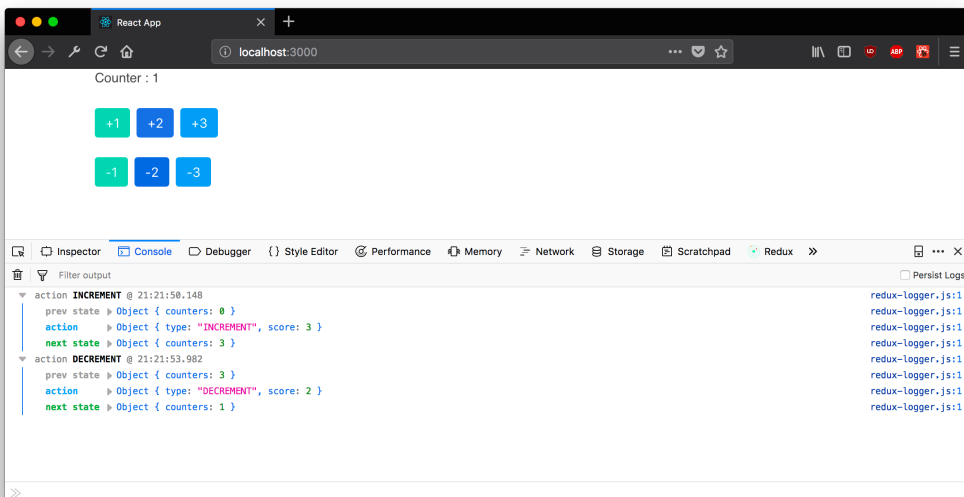 React App
localhost:3000
Counter : 1
+1 +2 +3
-1 -2 -3
Inspector Console Debugger { } Style Editor Performance Memory Network Storage Scratchpad Redux
Filter output Persist Logs
action INCREMENT @ 21:21:50.148 redux-logger.js:1
prev state Object { counters: 0 } redux-logger.js:1
action Object { type: "INCREMENT", score: 3 } redux-logger.js:1
next state Object { counters: 3 } redux-logger.js:1
action DECREMENT @ 21:21:53.982 redux-logger.js:1
prev state Object { counters: 3 } redux-logger.js:1
action Object { type: "DECREMENT", score: 2 } redux-logger.js:1
next state Object { counters: 1 } redux-logger.js:1